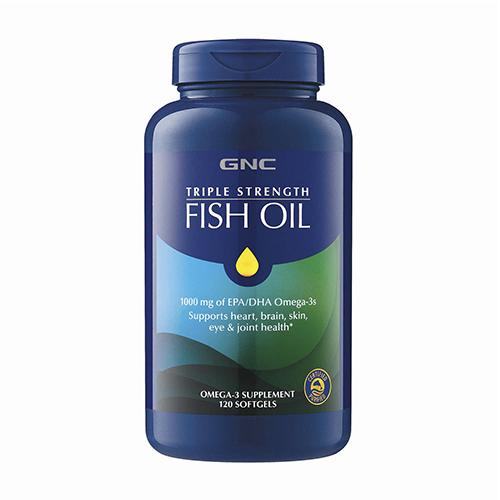 GNC
TRIPLE STRENGTH
FISH OIL
1000 mg of EPA/DHA Omega-3s
Supports heart, brain, skin,
eye & joint health*
OMEGA-3 SUPPLEMENT
120 SOFTGELS
CERTIFIED